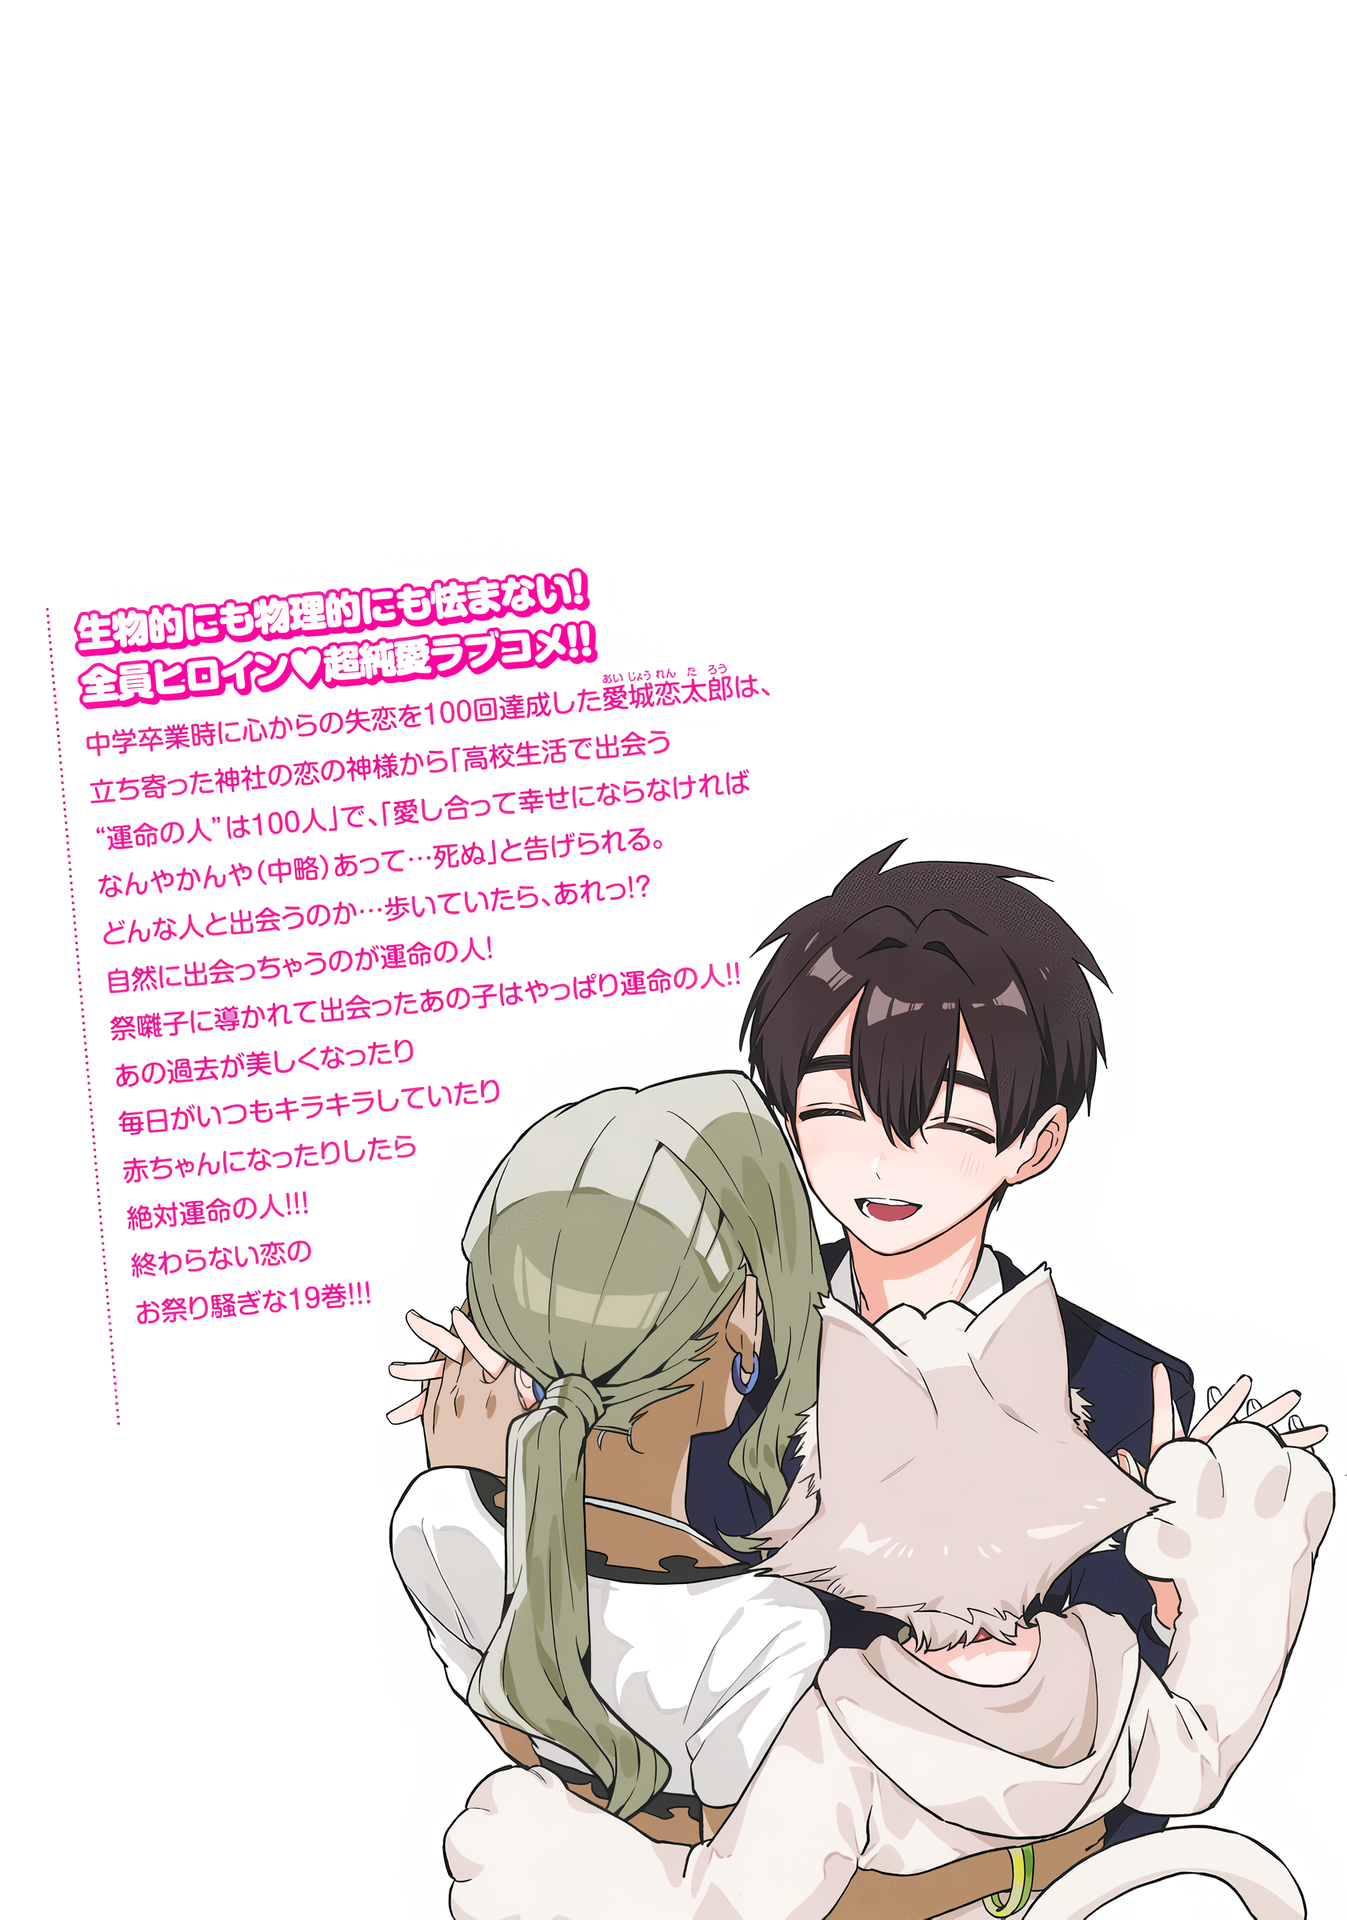 生物的にも物理的にも怯まない!
全員ヒロイン♥超純愛ラブコメ!!
中学卒業時に心からの失恋を100回達成した愛城恋太郎は、
あいじょうれんたろう
立ち寄った神社の恋の神様から「高校生活で出会う
“運命の人”は100人」で、「愛し合って幸せにならなければ
なんやかんや(中略)あって…死ぬ」と告げられる。
どんな人と出会うのか…歩いていたら、あれっ!?
自然に出会っちゃうのが運命の人!
祭囃子に導かれて出会ったあの子はやっぱり運命の人!!
あの過去が美しくなったり
毎日がいつもキラキラしていたり
赤ちゃんになったりしたら
絶対運命の人!!!
終わらない恋の
お祭り騒ぎな19巻!!!